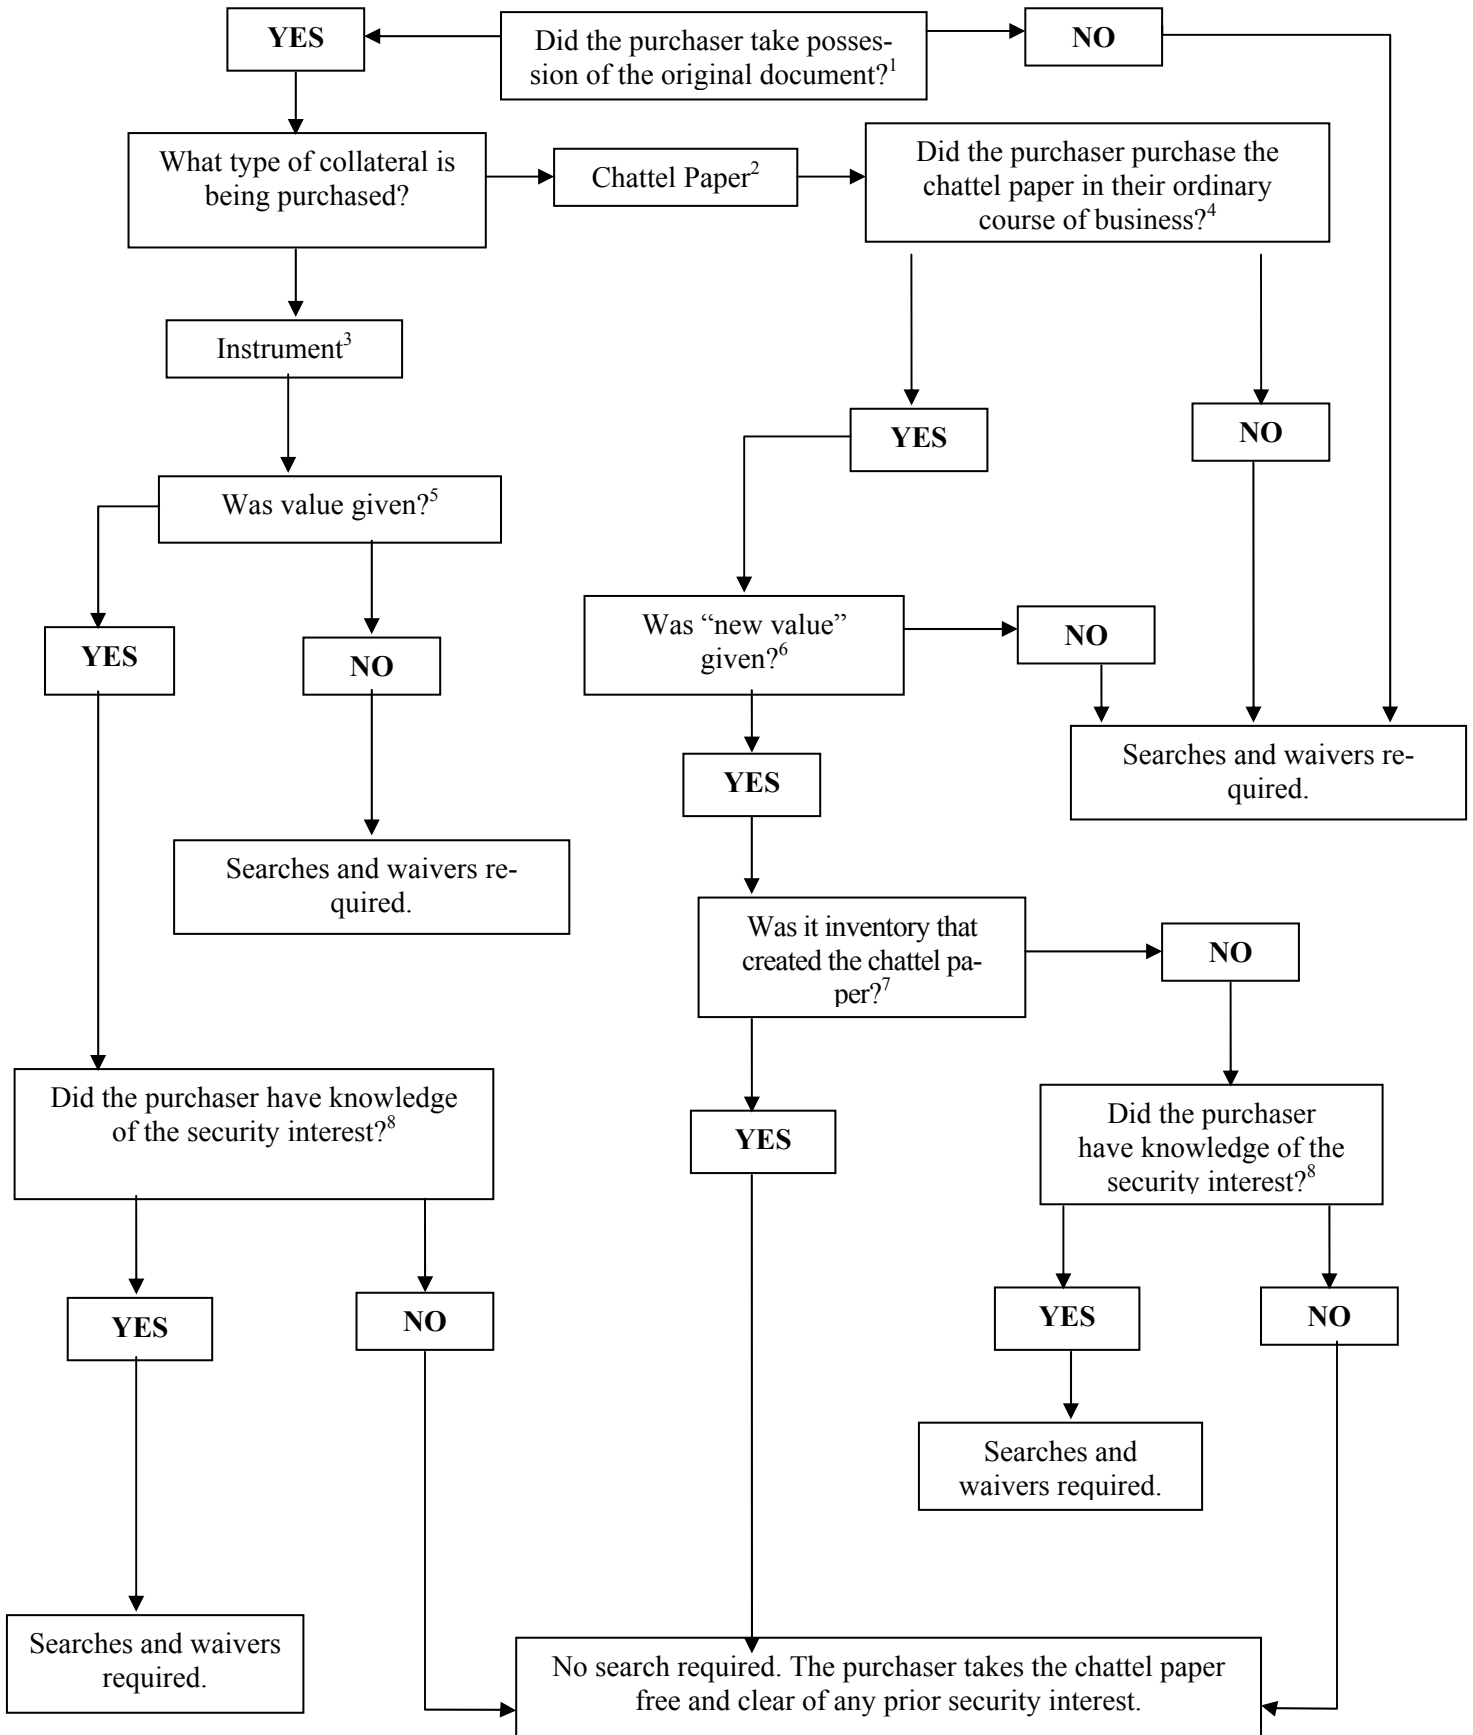 YES
Did the purchaser take posses-
sion of the original document?1
NO
What type of collateral is
being purchased?
Chattel Paper2
Did the purchaser purchase the
chattel paper in their ordinary
course of business?4
Instrument3
YES
NO
Was value given?5
Was “new value”
given?6
NO
YES
NO
Searches and waivers re-
quired.
YES
Searches and waivers re-
quired.
Was it inventory that
created the chattel pa-
per?7
NO
Did the purchaser have knowledge
of the security interest?8
YES
Did the purchaser
have knowledge of the
security interest?8
YES
NO
YES
NO
Searches and
waivers required.
Searches and waivers
required.
No search required. The purchaser takes the chattel paper
free and clear of any prior security interest.